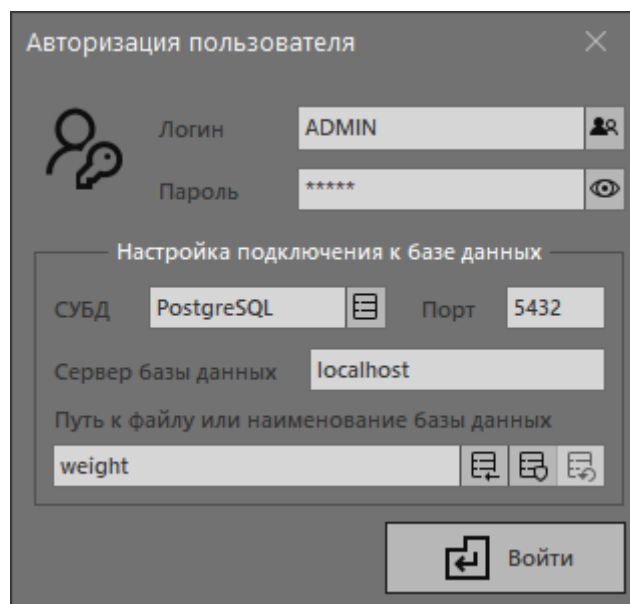 Авторизация пользователя
Логин ADMIN
Пароль *****
Настройка подключения к базе данных
СУБД PostgreSQL Порт 5432
Сервер базы данных localhost
Путь к файлу или наименование базы данных
weight
Войти